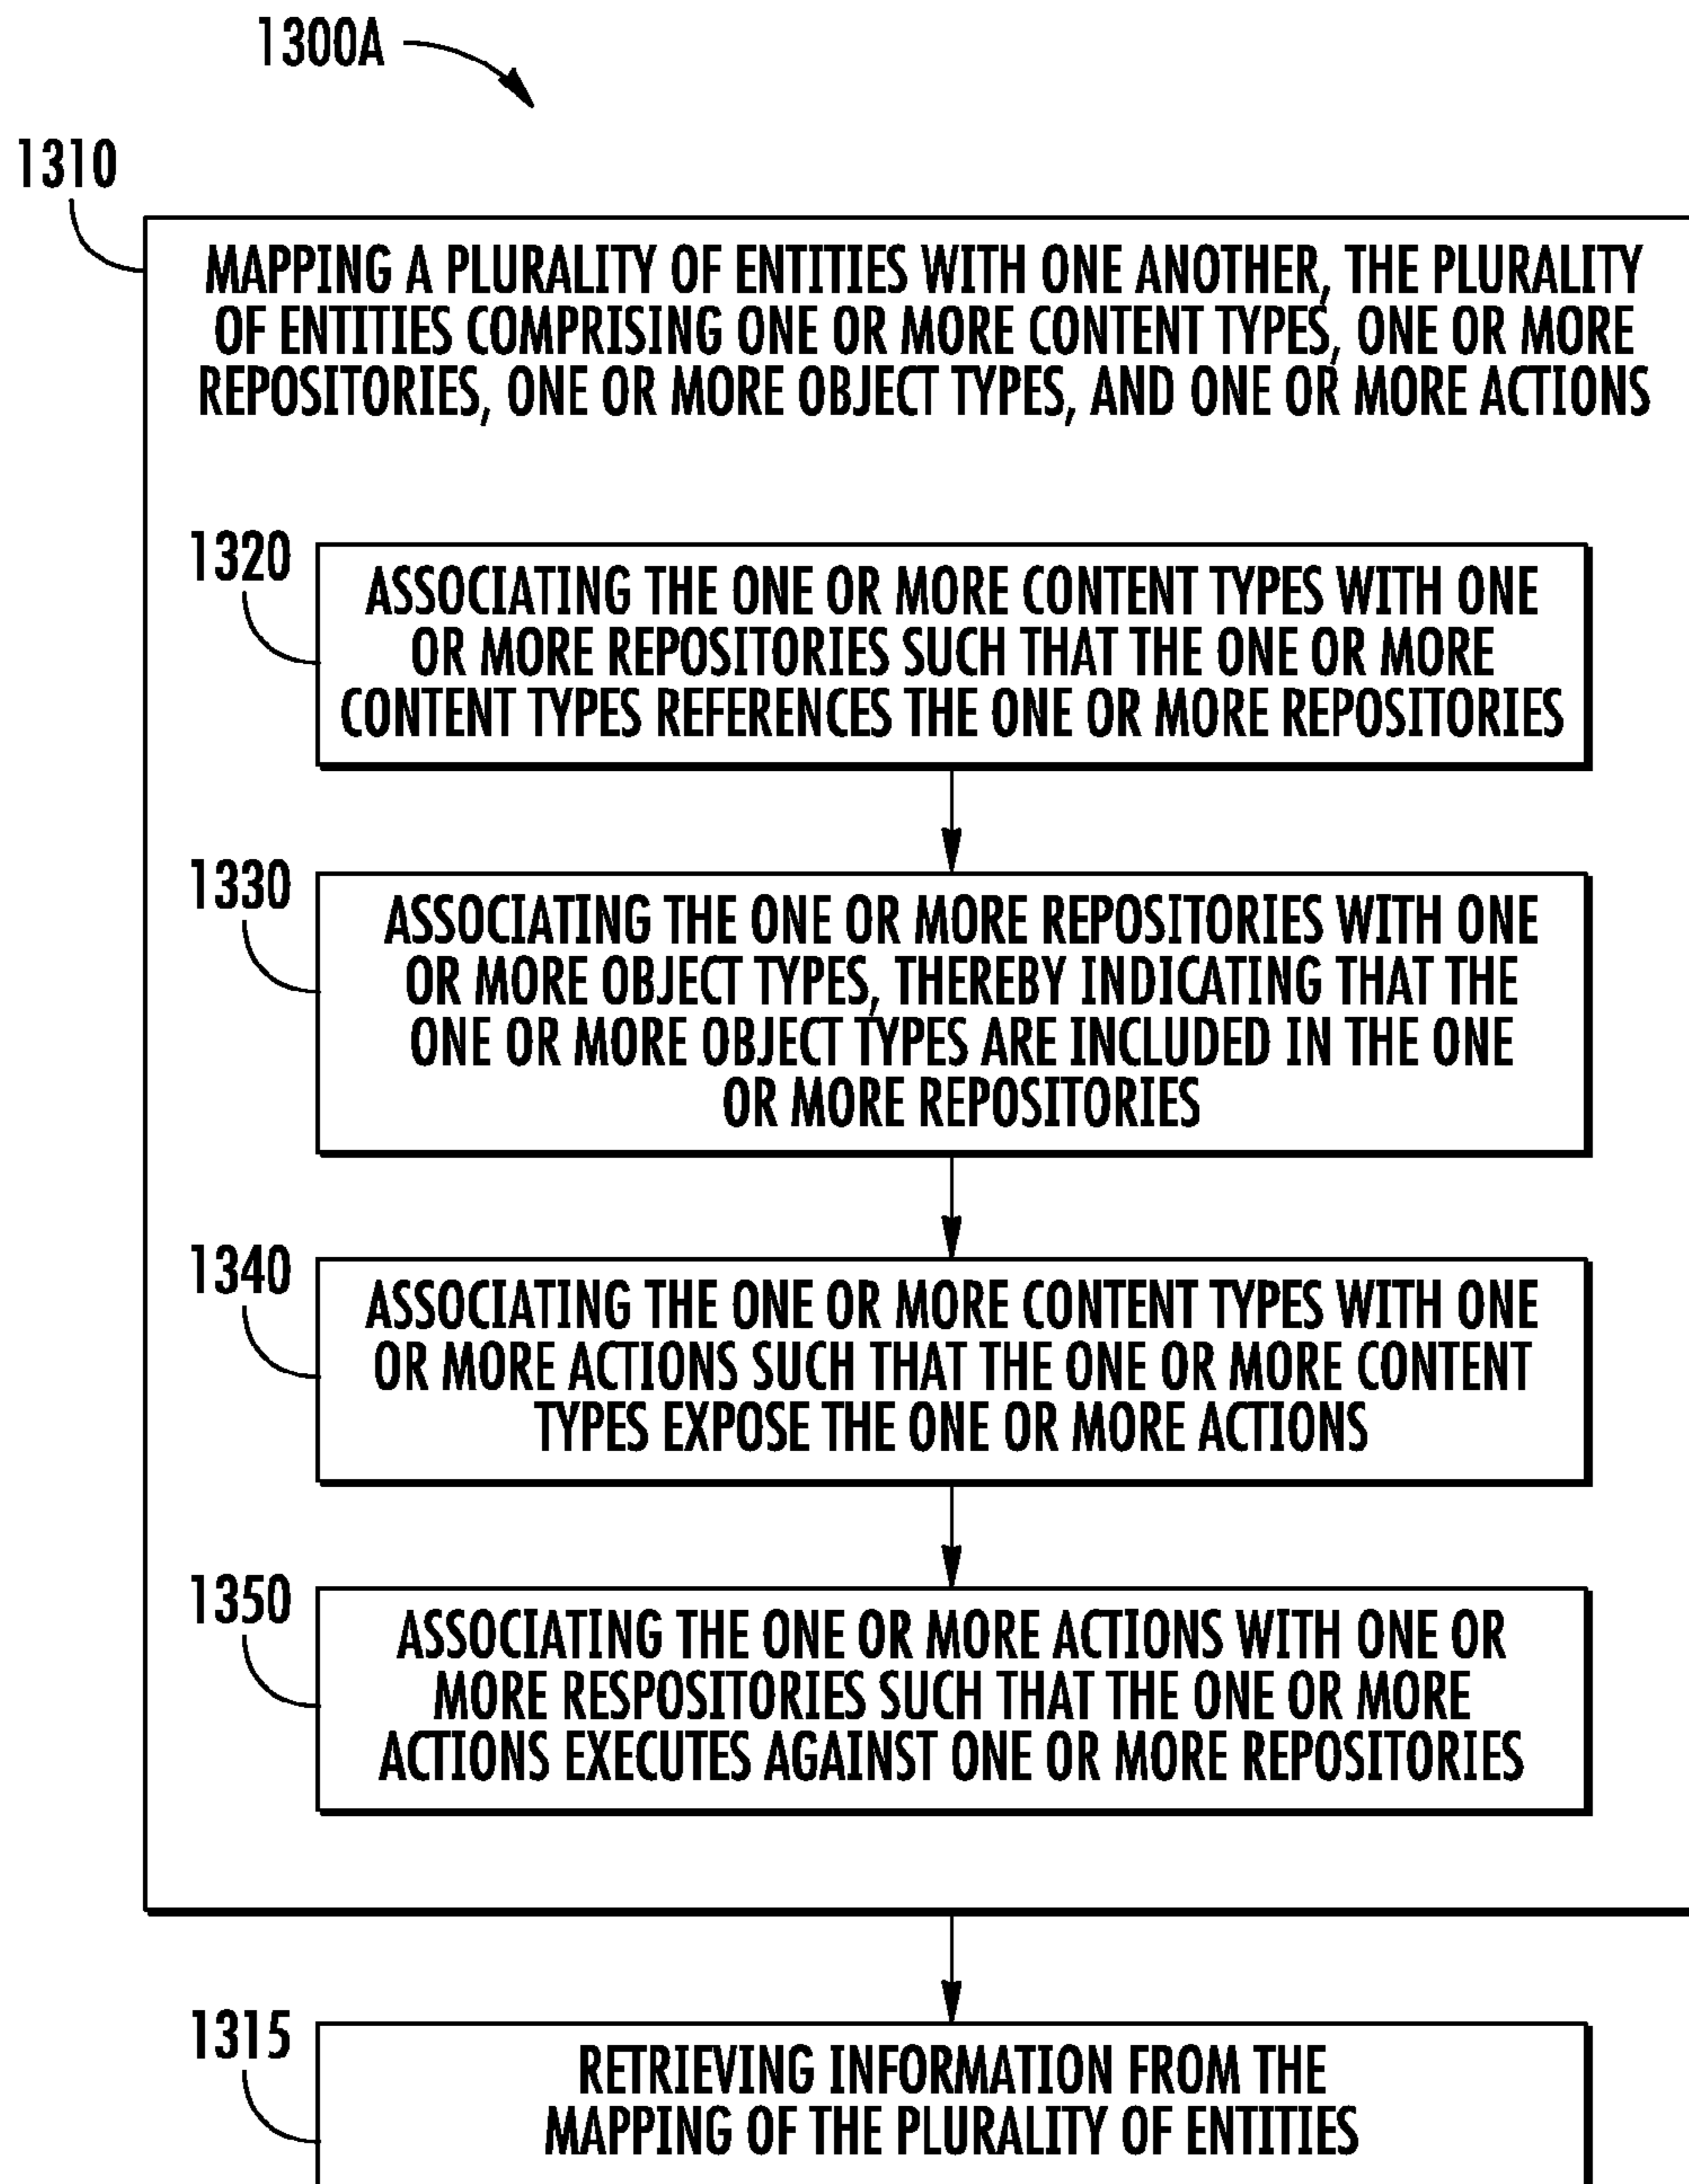 1300A
1310
MAPPING A PLURALITY OF ENTITIES WITH ONE ANOTHER, THE PLURALITY
OF ENTITIES COMPRISING ONE OR MORE CONTENT TYPES, ONE OR MORE
REPOSITORIES, ONE OR MORE OBJECT TYPES, AND ONE OR MORE ACTIONS
1320
ASSOCIATING THE ONE OR MORE CONTENT TYPES WITH ONE
OR MORE REPOSITORIES SUCH THAT THE ONE OR MORE
CONTENT TYPES REFERENCES THE ONE OR MORE REPOSITORIES
1330
ASSOCIATING THE ONE OR MORE REPOSITORIES WITH ONE
OR MORE OBJECT TYPES, THEREBY INDICATING THAT THE
ONE OR MORE OBJECT TYPES ARE INCLUDED IN THE ONE
OR MORE REPOSITORIES
1340
ASSOCIATING THE ONE OR MORE CONTENT TYPES WITH ONE
OR MORE ACTIONS SUCH THAT THE ONE OR MORE CONTENT
TYPES EXPOSE THE ONE OR MORE ACTIONS
1350
ASSOCIATING THE ONE OR MORE ACTIONS WITH ONE OR
MORE RESPOSITORIES SUCH THAT THE ONE OR MORE
ACTIONS EXECUTES AGAINST ONE OR MORE REPOSITORIES
1315
RETRIEVING INFORMATION FROM THE
MAPPING OF THE PLURALITY OF ENTITIES